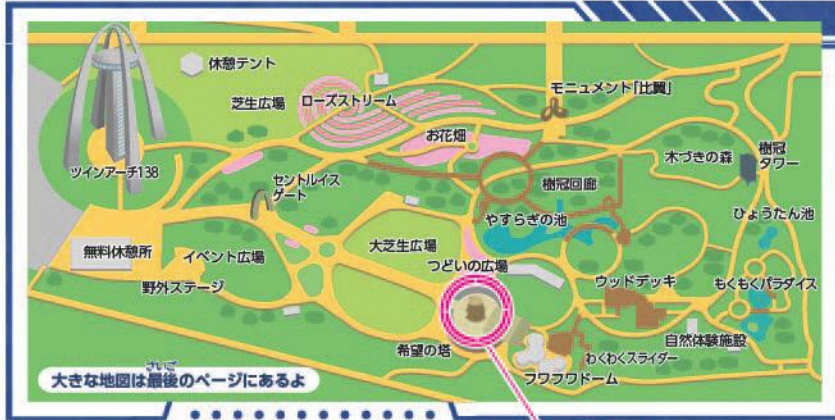 休憩テント
芝生広場
ローズストリーム
モニュメント「比翼」
お花畑
ツインアーチ138
セントルイス
ゲート
樹冠回廊
木づきの森
樹冠
タワー
やすらぎの池
ひょうたん池
無料休憩所
イベント広場
大芝生広場
つどいの広場
野外ステージ
ウッドデッキ
もくもくパラダイス
希望の塔
自然体験施設
わくわくスライダー
フワフワドーム
さいご
大きな地図は最後のページにあるよ